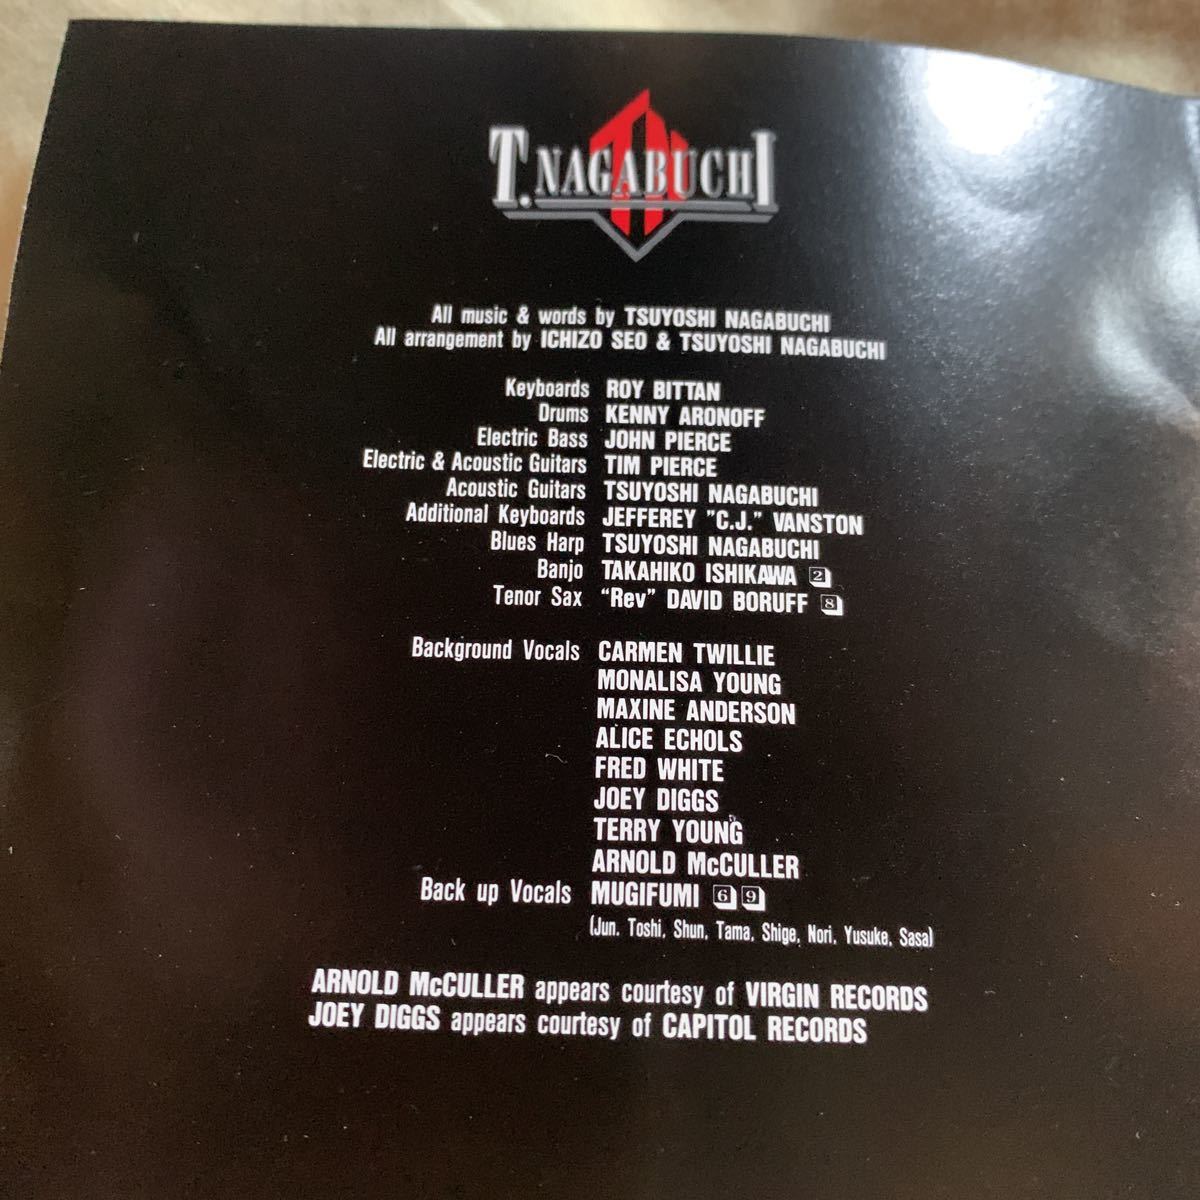 T.NAGABUCHI
All music & words by TSUYOSHI NAGABUCHI
All arrangement by ICHIZO SEO & TSUYOSHI NAGABUCHI
Keyboards ROY BITTAN
Drums KENNY ARONOFF
Electric Bass JOHN PIERCE
Electric & Acoustic Guitars TIM PIERCE
Acoustic Guitars TSUYOSHI NAGABUCHI
Additional Keyboards JEFFEREY "C.J." VANSTON
Blues Harp TSUYOSHI NAGABUCHI
Banjo TAKAHIKO ISHIKAWA 2
Tenor Sax "Rev" DAVID BORUFF 8
Background Vocals CARMEN TWILLIE
MONALISA YOUNG
MAXINE ANDERSON
ALICE ECHOLS
FRED WHITE
JOEY DIGGS
TERRY YOUNG
ARNOLD McCULLER
Back up Vocals MUGIFUMI 6 9
(Jun, Toshi, Shun, Tama, Shige, Nori, Yusuke, Sasa)
ARNOLD McCULLER appears courtesy of VIRGIN RECORDS
JOEY DIGGS appears courtesy of CAPITOL RECORDS